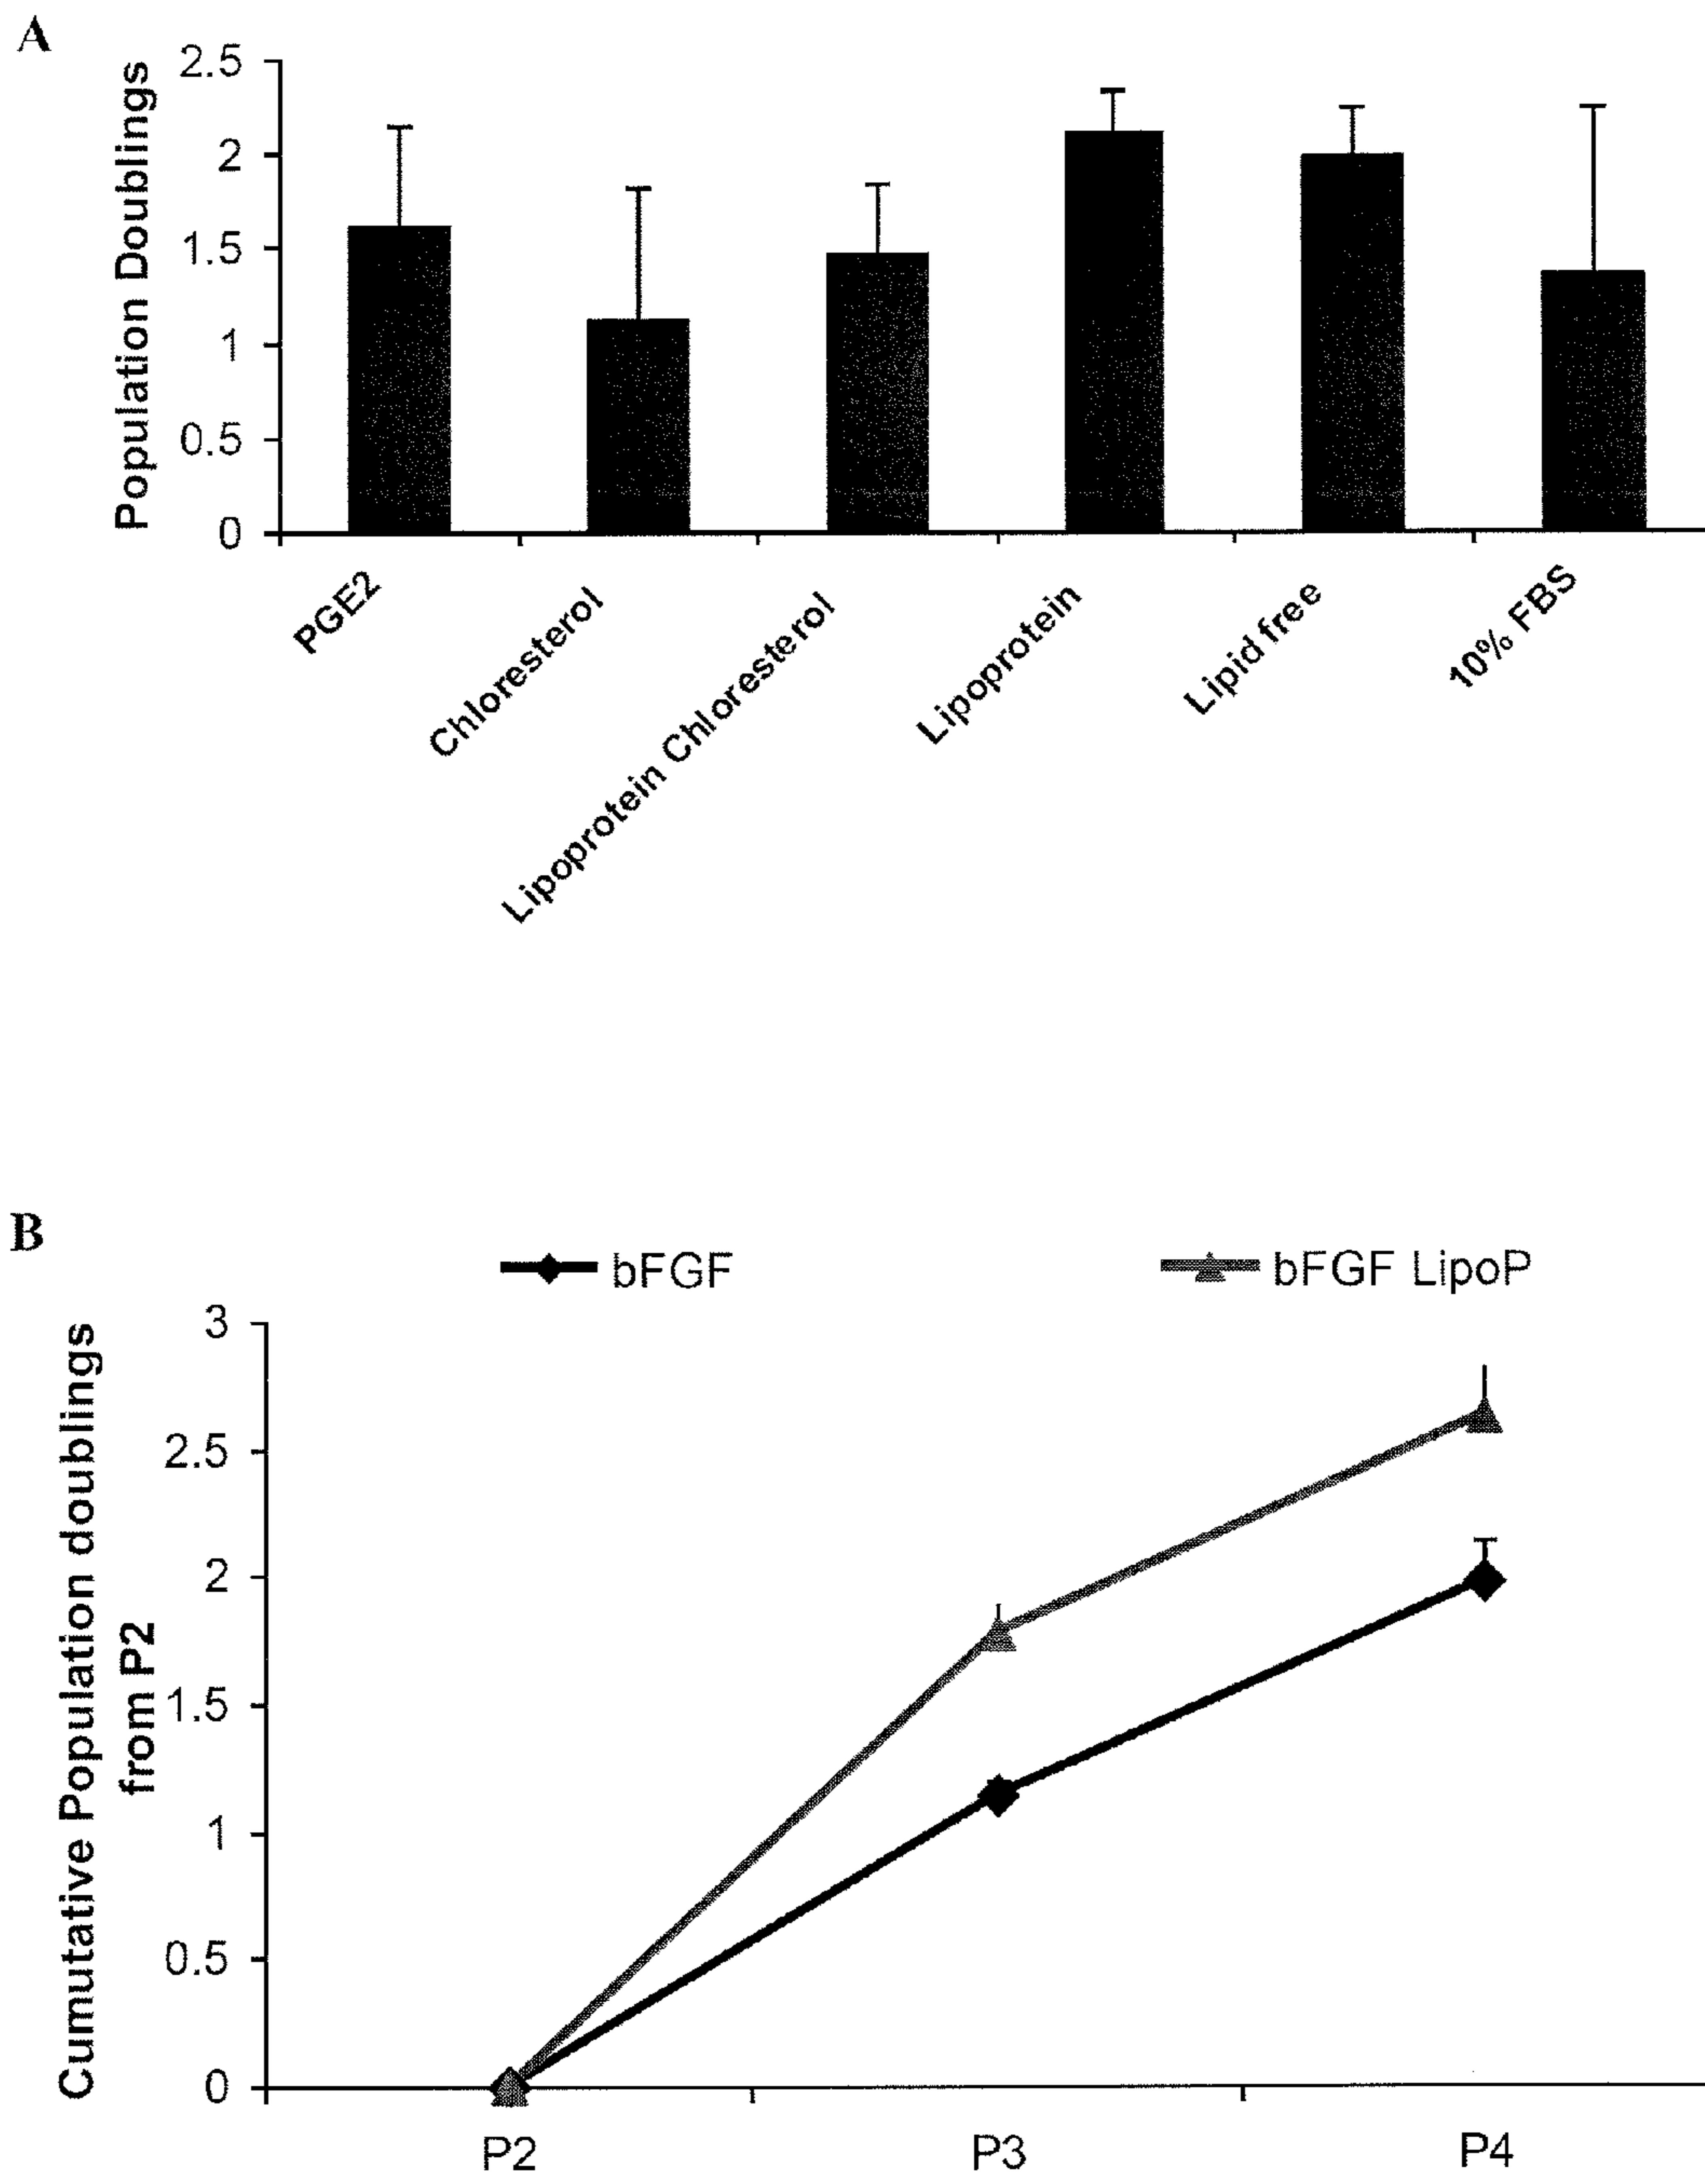 A
Population Doublings
2.5
2
1.5
1
0.5
0
PGE2
Chloresterol
Lipoprotein Chloresterol
Lipoprotein
Lipid free
10% FBS
B
bFGF
bFGF LipoP
Cumutative Population doublings
from P2
3
2.5
2
1.5
1
0.5
0
P2
P3
P4